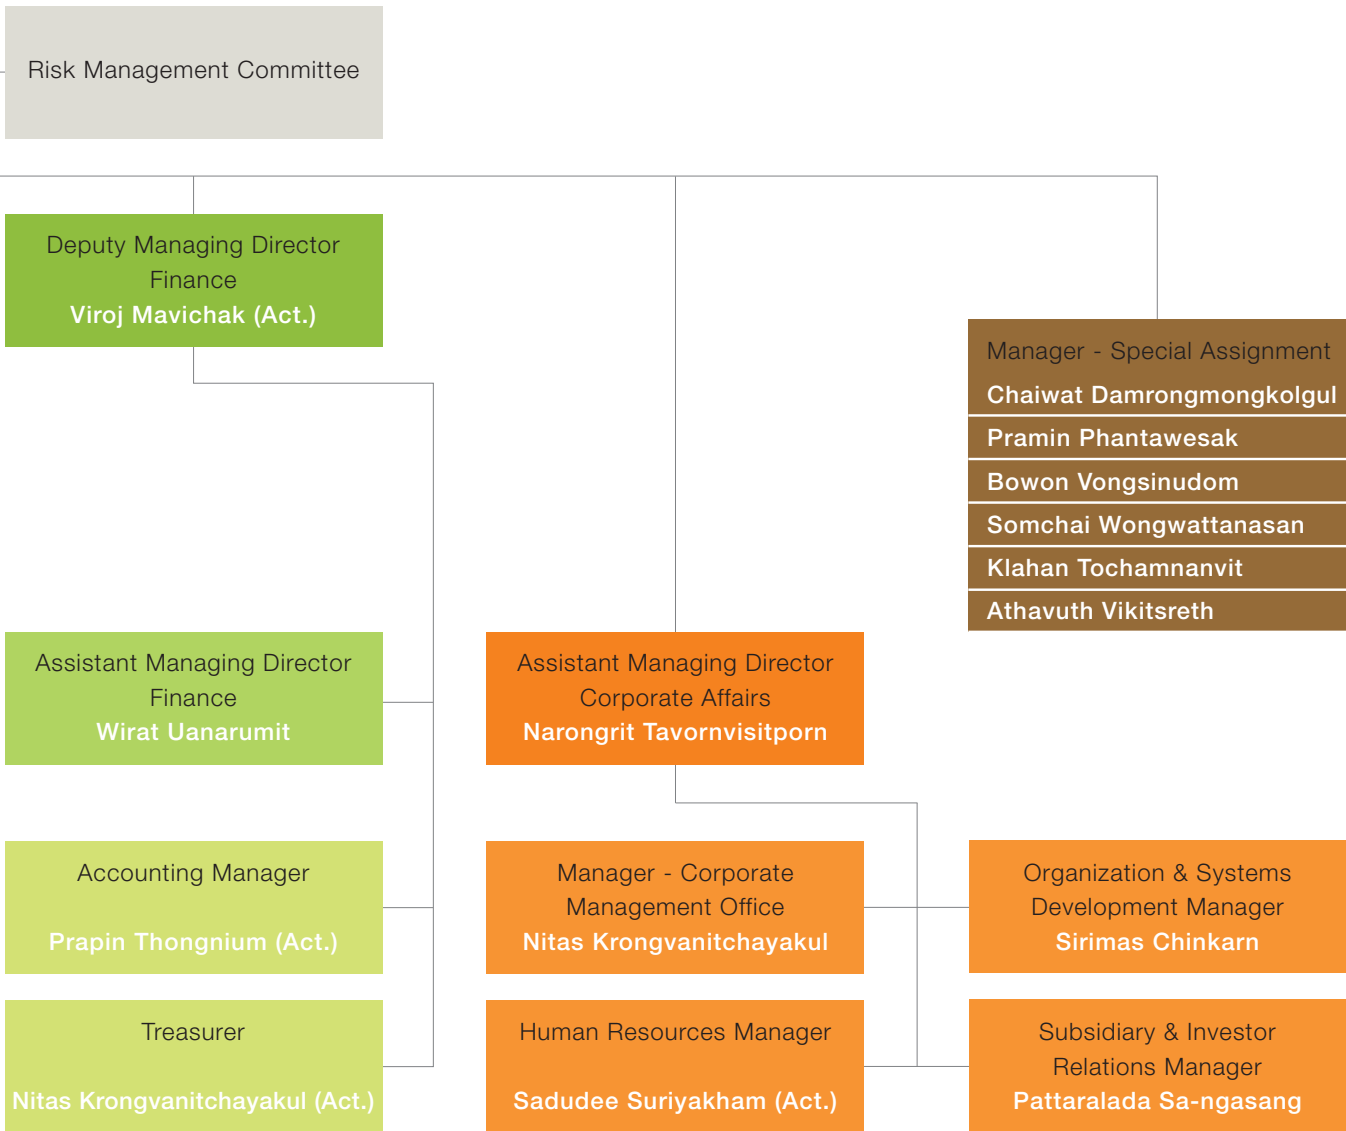 Risk Management Committee
Deputy Managing Director
Finance
Viroj Mavichak (Act.)
Manager - Special Assignment
Chaiwat Damrongmongkolgul
Pramin Phantawesak
Bowon Vongsinudom
Somchai Wongwattanasan
Klahan Tochamnanvit
Athavuth Vikitsreth
Assistant Managing Director
Finance
Wirat Uanarumit
Assistant Managing Director
Corporate Affairs
Narongrit Tavornvisitporn
Accounting Manager
Prapin Thongnium (Act.)
Manager - Corporate
Management Office
Nitas Krongvanitchayakul
Organization & Systems
Development Manager
Sirimas Chinkarn
Treasurer
Nitas Krongvanitchayakul (Act.)
Human Resources Manager
Sadudee Suriyakham (Act.)
Subsidiary & Investor
Relations Manager
Pattaralada Sa-ngasang